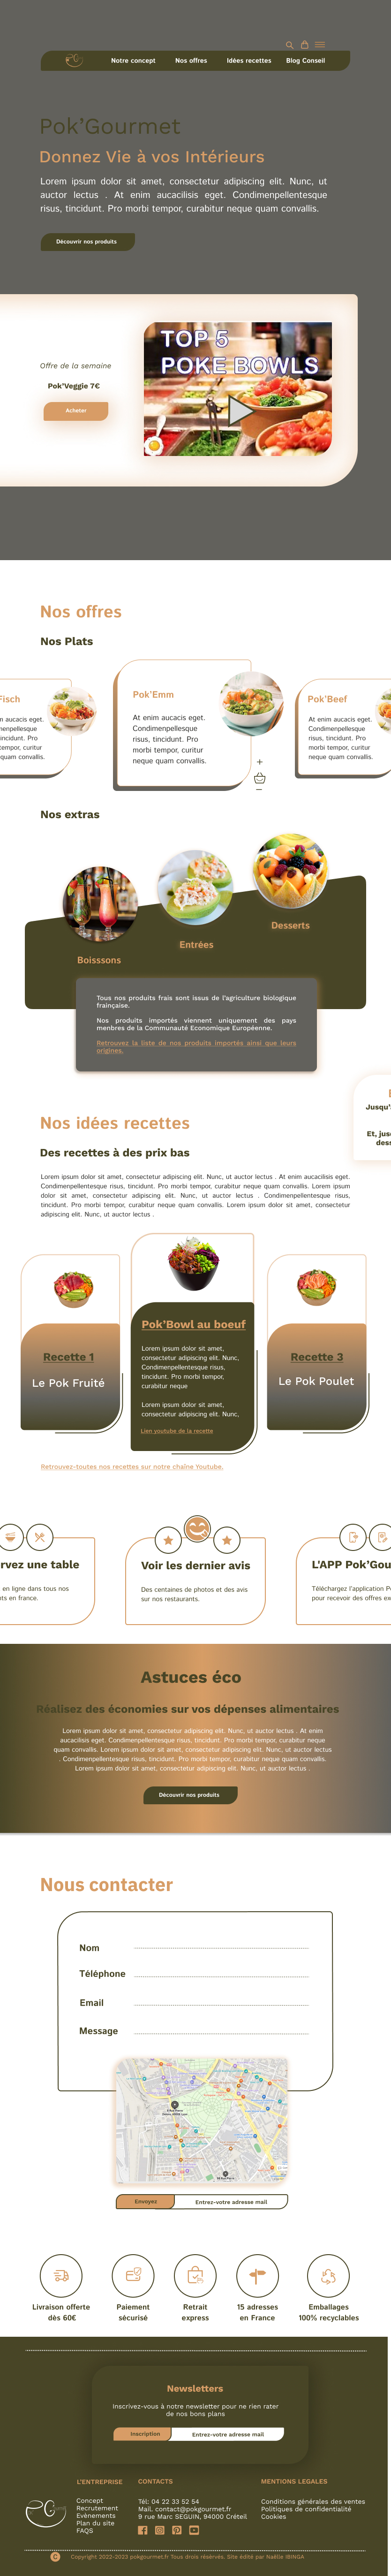 Notre concept Nos offres Idées recettes Blog Conseil
Pok'Gourmet
Donnez Vie à vos Intérieurs
Lorem ipsum dolor sit amet, consectetur adipiscing elit. Nunc, ut
auctor lectus . At enim aucacilisis eget. Condimenpellentesque
risus, tincidunt. Pro morbi tempor, curabitur neque quam convallis.
Découvrir nos produits
TOP 5
POKE BOWLS
Offre de la semaine
Pok'Veggie 7€
Acheter
Nos offres
Nos Plats
Fisch
m aucacis eget.
menpellesque
incidunt. Pro
tempor, curitur
quam convallis.
Pok'Emm
At enim aucacis eget.
Condimenpellesque
risus, tincidunt. Pro
morbi tempor, curitur
neque quam convallis.
Pok'Beef
At enim aucacis eget.
Condimenpellesque
risus, tincidunt. Pro
morbi tempor, curitur
neque quam convallis.
Nos extras
Desserts
Entrées
Boisssons
Tous nos produits frais sont issus de l'agriculture biologique
frainçaise.
Nos produits importés viennent uniquement des pays
menbres de la Communauté Economique Européenne.
Retrouvez la liste de nos produits importés ainsi que leurs
origines.
Jusqu'
Et, jus
dess
Nos idées recettes
Des recettes à des prix bas
Lorem ipsum dolor sit amet, consectetur adipiscing elit. Nunc, ut auctor lectus . At enim aucacilisis eget.
Condimenpellentesque risus, tincidunt. Pro morbi tempor, curabitur neque quam convallis. Lorem ipsum
dolor sit amet, consectetur adipiscing elit. Nunc, ut auctor lectus . Condimenpellentesque risus,
tincidunt. Pro morbi tempor, curabitur neque quam convallis. Lorem ipsum dolor sit amet, consectetur
adipiscing elit. Nunc, ut auctor lectus .
Recette 1
Le Pok Fruité
Pok'Bowl au boeuf
Lorem ipsum dolor sit amet,
consectetur adipiscing elit. Nunc,
Condimenpellentesque risus,
tincidunt. Pro morbi tempor,
curabitur neque
Lorem ipsum dolor sit amet,
consectetur adipiscing elit. Nunc,
Lien youtube de la recette
Recette 3
Le Pok Poulet
Retrouvez-toutes nos recettes sur notre chaîne Youtube.
rvez une table
en ligne dans tous nos
nts en france.
Voir les dernier avis
Des centaines de photos et des avis
sur nos restaurants.
L'APP Pok'Gou
Téléchargez l'application P
pour recevoir des offres ex
Astuces éco
Réalisez des économies sur vos dépenses alimentaires
Lorem ipsum dolor sit amet, consectetur adipiscing elit. Nunc, ut auctor lectus . At enim
aucacilisis eget. Condimenpellentesque risus, tincidunt. Pro morbi tempor, curabitur neque
quam convallis. Lorem ipsum dolor sit amet, consectetur adipiscing elit. Nunc, ut auctor lectus
. Condimenpellentesque risus, tincidunt. Pro morbi tempor, curabitur neque quam convallis.
Lorem ipsum dolor sit amet, consectetur adipiscing elit. Nunc, ut auctor lectus .
Découvrir nos produits
Nous contacter
Nom
Téléphone
Email
Message
Envoyez Entrez-votre adresse mail
Livraison offerte
dès 60€
Paiement
sécurisé
Retrait
express
15 adresses
en France
Emballages
100% recyclables
Newsletters
Inscrivez-vous à notre newsletter pour ne rien rater
de nos bons plans
Inscription Entrez-votre adresse mail
L'ENTREPRISE
Concept
Recrutement
Evènements
Plan du site
FAQS
CONTACTS
Tél: 04 22 33 52 54
Mail. contact@pokgourmet.fr
9 rue Marc SEGUIN, 94000 Créteil
MENTIONS LEGALES
Conditions générales des ventes
Politiques de confidentialité
Cookies
C Copyright 2022-2023 pokgourmet.fr Tous drois résérvés. Site édité par Naëlle IBINGA